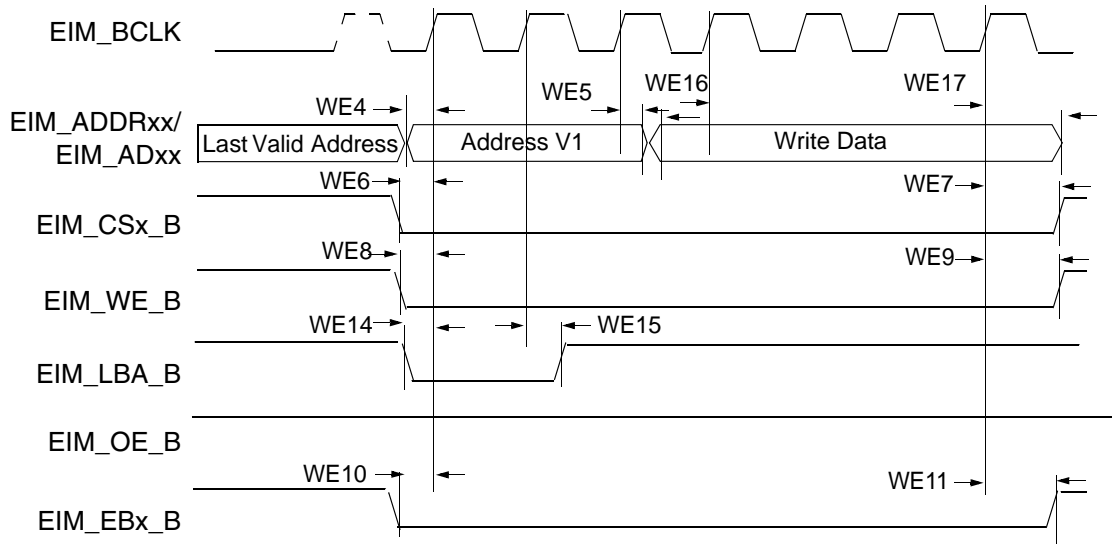 EIM_BCLK
WE4
WE5
WE16
WE17
EIM_ADDRxx/
EIM_ADxx
Last Valid Address
Address V1
Write Data
WE6
WE7
EIM_CSx_B
WE8
WE9
EIM_WE_B
WE14
WE15
EIM_LBA_B
EIM_OE_B
WE10
WE11
EIM_EBx_B